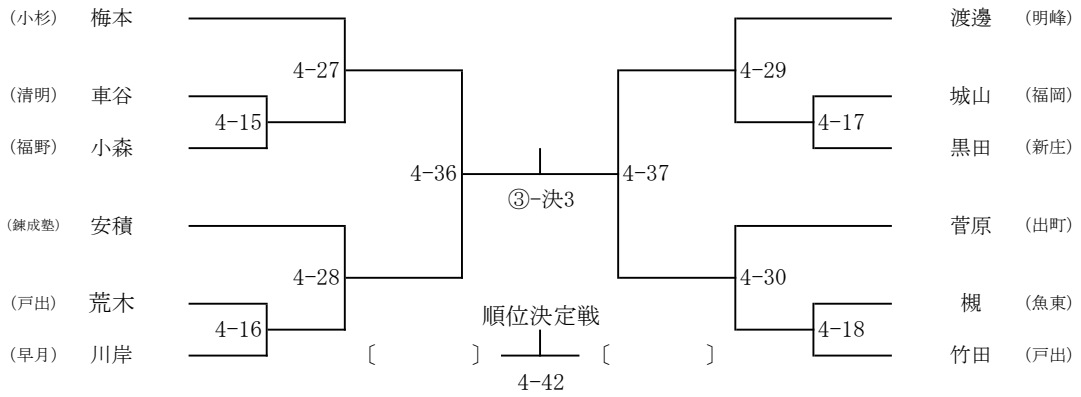 (小杉) 梅本 渡邊 (明峰)
4-27 4-29
(清明) 車谷 城山 (福岡)
4-15 4-17
(福野) 小森 黒田 (新庄)
4-36 4-37
③-決3
(錬成塾) 安積 菅原 (出町)
4-28 4-30
(戸出) 荒木 槻 (魚東)
順位決定戦
4-16 4-18
(早月) 川岸 〔 〕 〔 〕 竹田 (戸出)
4-42